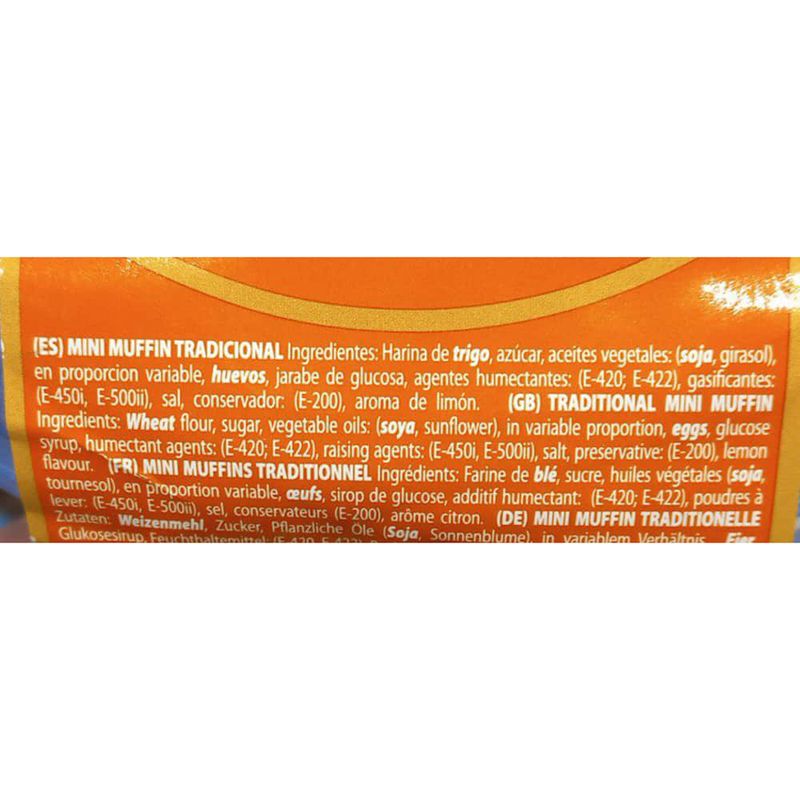 (ES) MINI MUFFIN TRADICIONAL Ingredientes: Harina de trigo, azúcar, aceites vegetales: (soja, girasol),
en proporcion variable, huevos, jarabe de glucosa, agentes humectantes: (E-420; E-422), gasificantes:
(E-450i, E-500ii), sal, conservador: (E-200), aroma de limón. (GB) TRADITIONAL MINI MUFFIN
Ingredients: Wheat flour, sugar, vegetable oils: (soya, sunflower), in variable proportion, eggs, glucose
syrup, humectant agents: (E-420; E-422), raising agents: (E-450i, E-500ii), salt, preservative: (E-200), lemon
flavour. (FR) MINI MUFFINS TRADITIONNEL Ingrédients: Farine de blé, sucre, huiles végétales (soja,
tournesol), en proportion variable, œufs, sirop de glucose, additif humectant: (E-420; E-422), poudres à
lever: (E-450i, E-500ii), sel, conservateurs (E-200), arôme citron. (DE) MINI MUFFIN TRADITIONELLE
Zutaten: Weizenmehl, Zucker, Pflanzliche Öle (Soja, Sonnenblume), in variablem Verhältnis, Eier,
Glukosesirup, Feuchthaltemittel: (E-420, E-422),